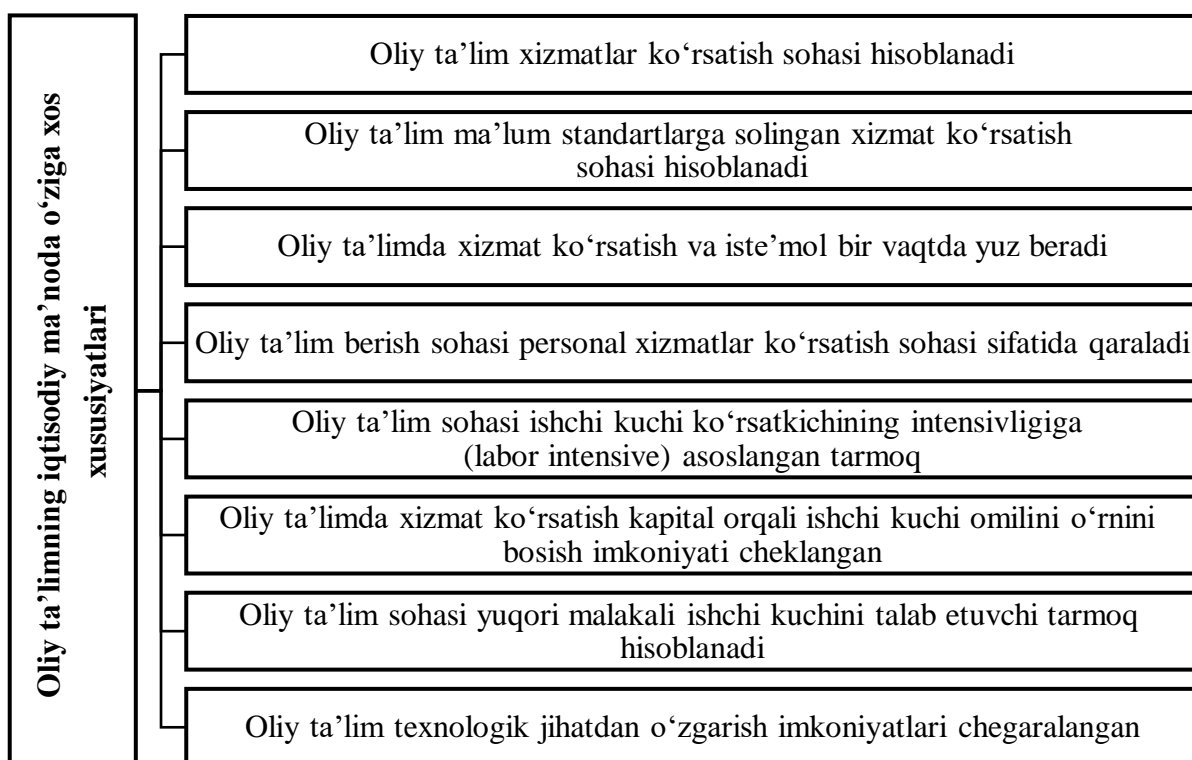 Oliy ta’limning iqtisodiy ma’noda o‘ziga xos
xususiyatlari
Oliy ta’lim xizmatlar ko‘rsatish sohasi hisoblanadi
Oliy ta’lim ma’lum standartlarga solingan xizmat ko‘rsatish
sohasi hisoblanadi
Oliy ta’limda xizmat ko‘rsatish va iste’mol bir vaqtda yuz beradi
Oliy ta’lim berish sohasi personal xizmatlar ko‘rsatish sohasi sifatida qaraladi
Oliy ta’lim sohasi ishchi kuchi ko‘rsatkichining intensivligiga
(labor intensive) asoslangan tarmoq
Oliy ta’limda xizmat ko‘rsatish kapital orqali ishchi kuchi omilini o‘rnini
bosish imkoniyati cheklangan
Oliy ta’lim sohasi yuqori malakali ishchi kuchini talab etuvchi tarmoq
hisoblanadi
Oliy ta’lim texnologik jihatdan o‘zgarish imkoniyatlari chegaralangan